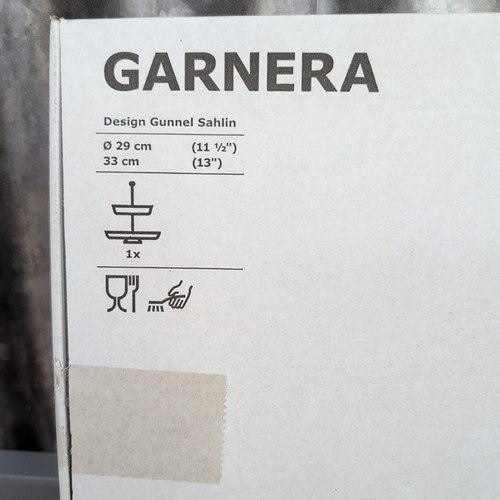 GARNERA
Design Gunnel Sahlin
Ø 29 cm (11 ½")
33 cm (13")
1x